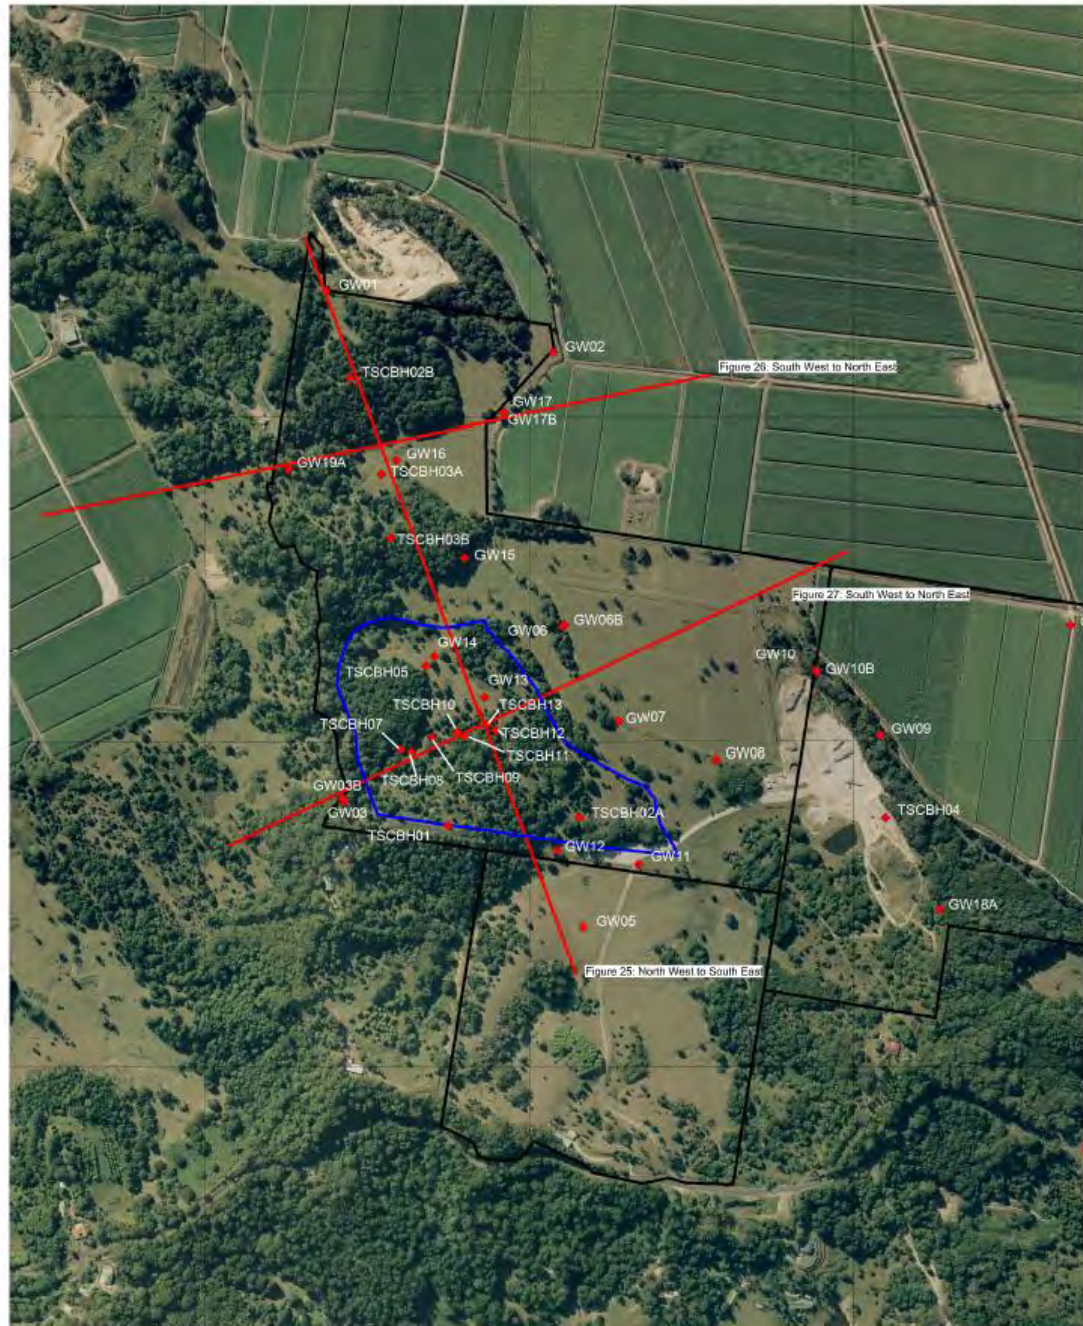 GW01
GW02
Figure 26: South West to North East
TSCBH02B
GW17
GW17B
GW16
GW19A
TSCBH03A
TSCBH03B
GW15
Figure 27: South West to North East
GW06
GW06B
GW14
TSCBH05
GW10
GW10B
GW13
TSCBH10
TSCBH13
GW07
TSCBH07
TSCBH12
GW09
TSCBH11
GW08
TSCBH08
TSCBH09
GW03B
GW03
TSCBH02A
TSCBH04
TSCBH01
GW12
GW11
GW18A
GW05
Figure 25: North West to South East